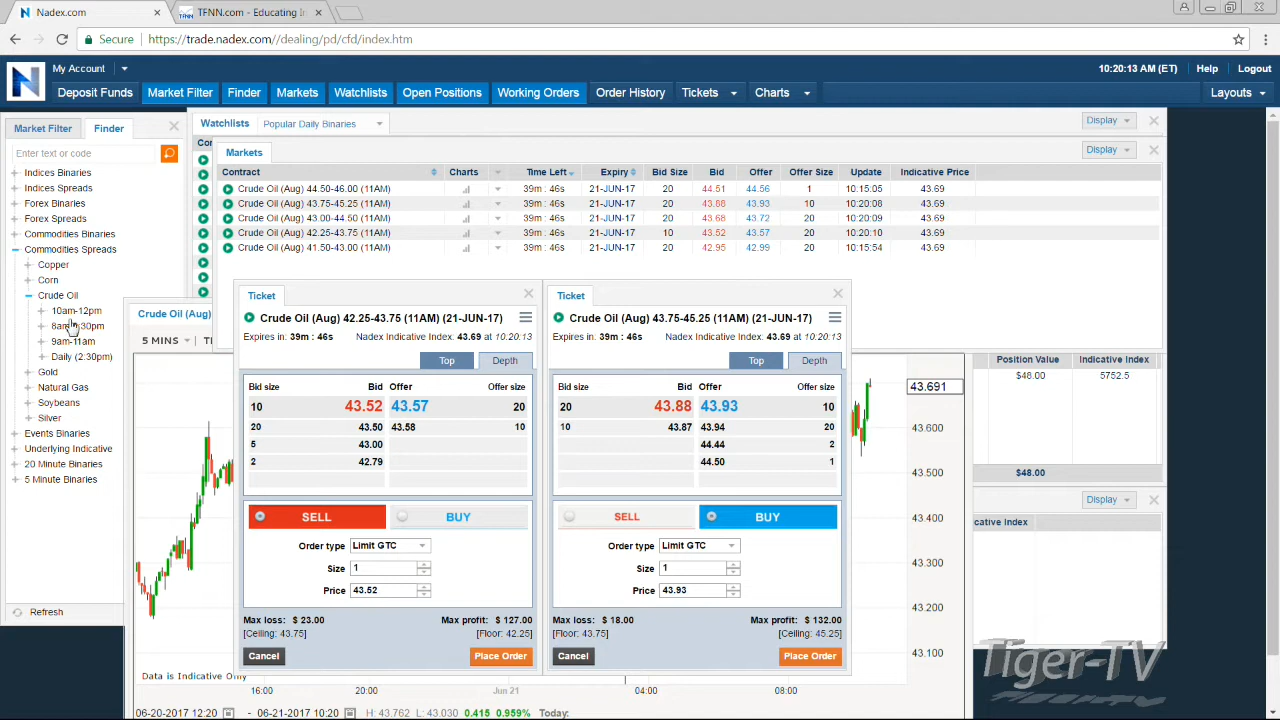 Nadex.com
TFNN.com - Educating In
Secure https://trade.nadex.com//dealing/pd/cfd/index.htm
My Account 10:20:13 AM (ET) Help Logout
Deposit Funds Market Filter Finder Markets Watchlists Open Positions Working Orders Order History Tickets Charts Layouts
Market Filter Finder
Enter text or code
Indices Binaries
Indices Spreads
Forex Binaries
Forex Spreads
Commodities Binaries
Commodities Spreads
Copper
Corn
Crude Oil
10am-12pm
9am-11am
Daily (2:30pm)
Gold
Natural Gas
Soybeans
Silver
Events Binaries
Underlying Indicative
20 Minute Binaries
5 Minute Binaries
Refresh
Watchlists Popular Daily Binaries Display
Co
Markets Display
Contract Charts Time Left Expiry Bid Size Bid Offer Offer Size Update Indicative Price
Crude Oil (Aug) 44.50-46.00 (11AM) 39m : 46s 21-JUN-17 20 44.51 44.56 1 10:15:05 43.69
Crude Oil (Aug) 43.75-45.25 (11AM) 39m : 46s 21-JUN-17 20 43.88 43.93 10 10:20:08 43.69
Crude Oil (Aug) 43.00-44.50 (11AM) 39m : 46s 21-JUN-17 20 43.68 43.72 20 10:20:09 43.69
Crude Oil (Aug) 42.25-43.75 (11AM) 39m : 46s 21-JUN-17 10 43.52 43.57 20 10:20:10 43.69
Crude Oil (Aug) 41.50-43.00 (11AM) 39m : 46s 21-JUN-17 20 42.95 42.99 20 10:15:54 43.69
Crude Oil (Aug)
5 MINS
Ticket
Crude Oil (Aug) 42.25-43.75 (11AM) (21-JUN-17)
Expires in: 39m : 46s Nadex Indicative Index: 43.69 at 10:20:13
Top Depth
Bid size Bid Offer Offer size
10 43.52 43.57 20
20 43.50 43.58 10
5 43.00
2 42.79
SELL BUY
Order type Limit GTC
Size 1
Price 43.52
Max loss: $ 23.00 Max profit: $ 127.00
[Ceiling: 43.75] [Floor: 42.25]
Cancel Place Order
Ticket
Crude Oil (Aug) 43.75-45.25 (11AM) (21-JUN-17)
Expires in: 39m : 46s Nadex Indicative Index: 43.69 at 10:20:13
Top Depth
Bid size Bid Offer Offer size
20 43.88 43.93 10
10 43.87 43.94 20
44.44 2
44.50 1
SELL BUY
Order type Limit GTC
Size 1
Price 43.93
Max loss: $ 18.00 Max profit: $ 132.00
[Floor: 43.75] [Ceiling: 45.25]
Cancel Place Order
43.691
43.600
43.500
43.400
43.300
43.200
43.100
Position Value Indicative Index
$48.00 5752.5
$48.00
Display
cative Index
Data is Indicative Only
16:00 20:00 Jun 21 04:00 08:00
06-20-2017 12:20 - 06-21-2017 10:20 H: 43.762 L: 43.030 0.415 0.959% Today:
Tiger-TV